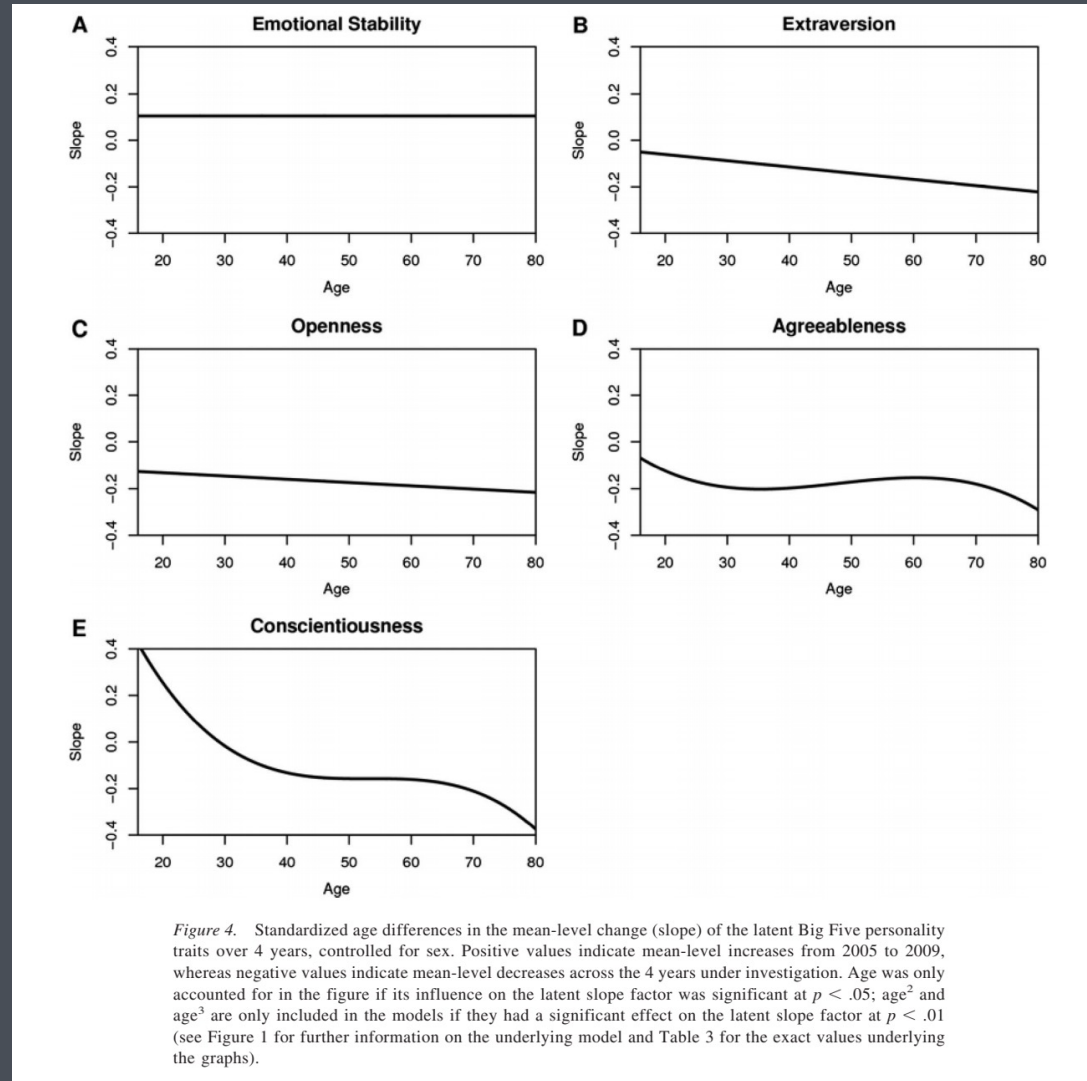 A
Emotional Stability
0.4
0.2
0.0
−0.2
−0.4
Slope
20 30 40 50 60 70 80
Age
B
Extraversion
0.4
0.2
0.0
−0.2
−0.4
Slope
20 30 40 50 60 70 80
Age
C
Openness
0.4
0.2
0.0
−0.2
−0.4
Slope
20 30 40 50 60 70 80
Age
D
Agreeableness
0.4
0.2
0.0
−0.2
−0.4
Slope
20 30 40 50 60 70 80
Age
E
Conscientiousness
0.4
0.2
0.0
−0.2
−0.4
Slope
20 30 40 50 60 70 80
Age
Figure 4. Standardized age differences in the mean-level change (slope) of the latent Big Five personality
traits over 4 years, controlled for sex. Positive values indicate mean-level increases from 2005 to 2009,
whereas negative values indicate mean-level decreases across the 4 years under investigation. Age was only
accounted for in the figure if its influence on the latent slope factor was significant at p < .05; age² and
age³ are only included in the models if they had a significant effect on the latent slope factor at p < .01
(see Figure 1 for further information on the underlying model and Table 3 for the exact values underlying
the graphs).